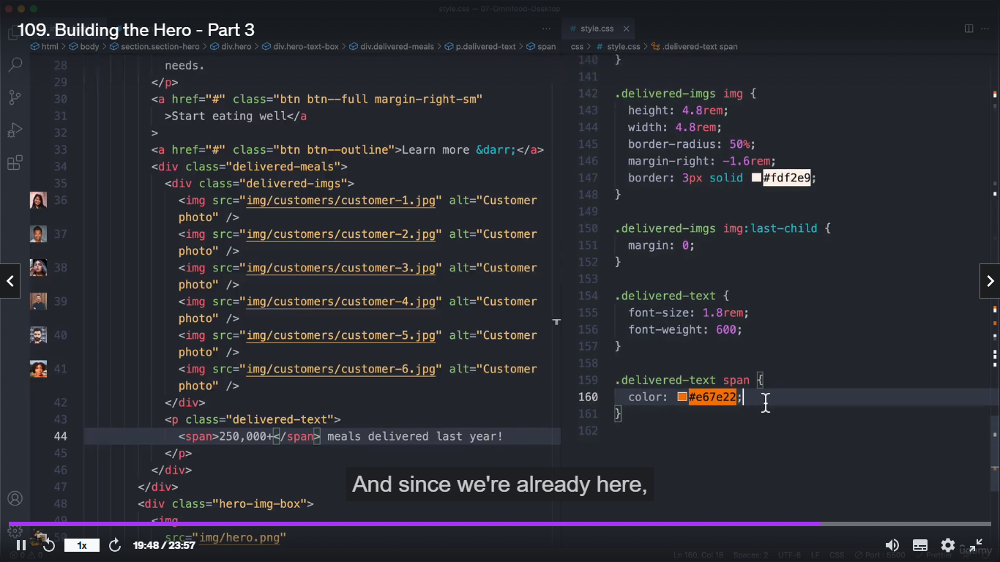 style.css — 07-Omnifood-Desktop
109. Building the Hero - Part 3
# style.css ×
html > body > section.section-hero > div.hero > div.hero-text-box > div.delivered-meals > p.delivered-text > span
css > # style.css > .delivered-text span
28 needs.
29 </p>
30 <a href="#" class="btn btn--full margin-right-sm"
31 >Start eating well</a
32 >
33 <a href="#" class="btn btn--outline">Learn more &darr;</a>
34 <div class="delivered-meals">
35 <div class="delivered-imgs">
36 <img src="img/customers/customer-1.jpg" alt="Customer
photo" />
37 <img src="img/customers/customer-2.jpg" alt="Customer
photo" />
38 <img src="img/customers/customer-3.jpg" alt="Customer
photo" />
39 <img src="img/customers/customer-4.jpg" alt="Customer
photo" />
40 <img src="img/customers/customer-5.jpg" alt="Customer
photo" />
41 <img src="img/customers/customer-6.jpg" alt="Customer
photo" />
42 </div>
43 <p class="delivered-text">
44 <span>250,000+</span> meals delivered last year!
45 </p>
46 </div>
47 </div>
48 <div class="hero-img-box">
49 <img
50 src="img/hero.png"
140 }
141
142 .delivered-imgs img {
143 height: 4.8rem;
144 width: 4.8rem;
145 border-radius: 50%;
146 margin-right: -1.6rem;
147 border: 3px solid #fdf2e9;
148 }
149
150 .delivered-imgs img:last-child {
151 margin: 0;
152 }
153
154 .delivered-text {
155 font-size: 1.8rem;
156 font-weight: 600;
157 }
158
159 .delivered-text span {
160 color: #e67e22;
161 }
162
And since we're already here,
1x
19:48 / 23:57
udemy
0 0
Ln 160, Col 18 Spaces: 2 UTF-8 LF CSS Port : 5500 Prettier